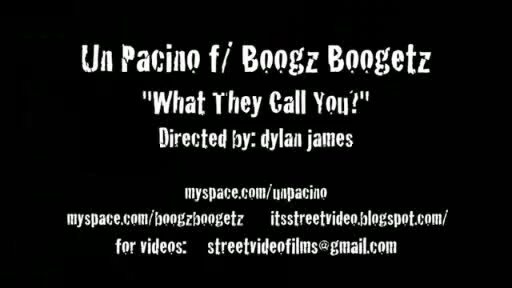 Un Pacino f/ Boogz Boogetz
"What They Call You?"
Directed by: dylan james
myspace.com/unpacino
myspace.com/boogzboogetz itsstreetvideo.blogspot.com/
for videos: streetvideofilms@gmail.com